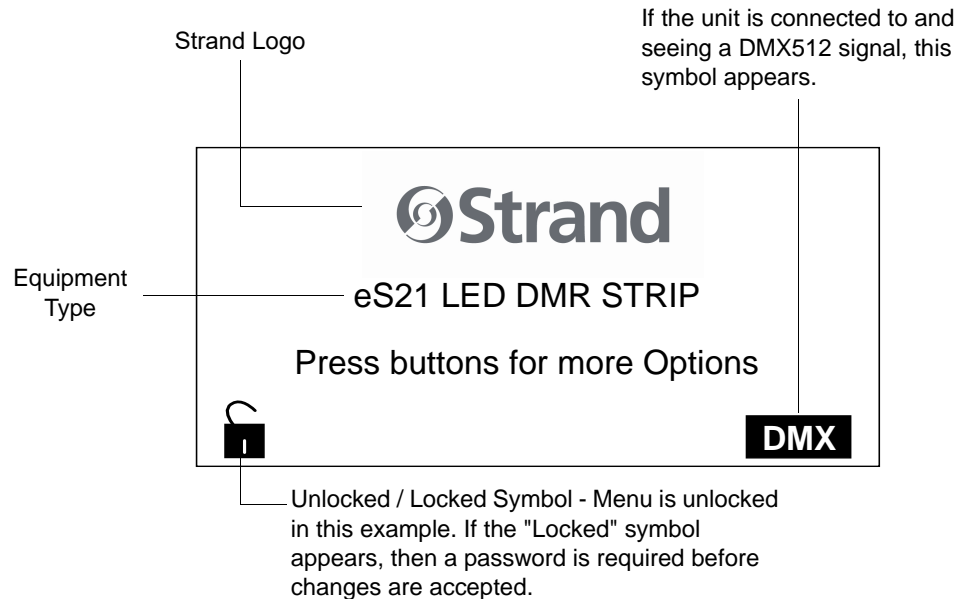 Strand Logo
If the unit is connected to and
seeing a DMX512 signal, this
symbol appears.
Strand
Equipment
Type
eS21 LED DMR STRIP
Press buttons for more Options
DMX
Unlocked / Locked Symbol - Menu is unlocked
in this example. If the "Locked" symbol
appears, then a password is required before
changes are accepted.